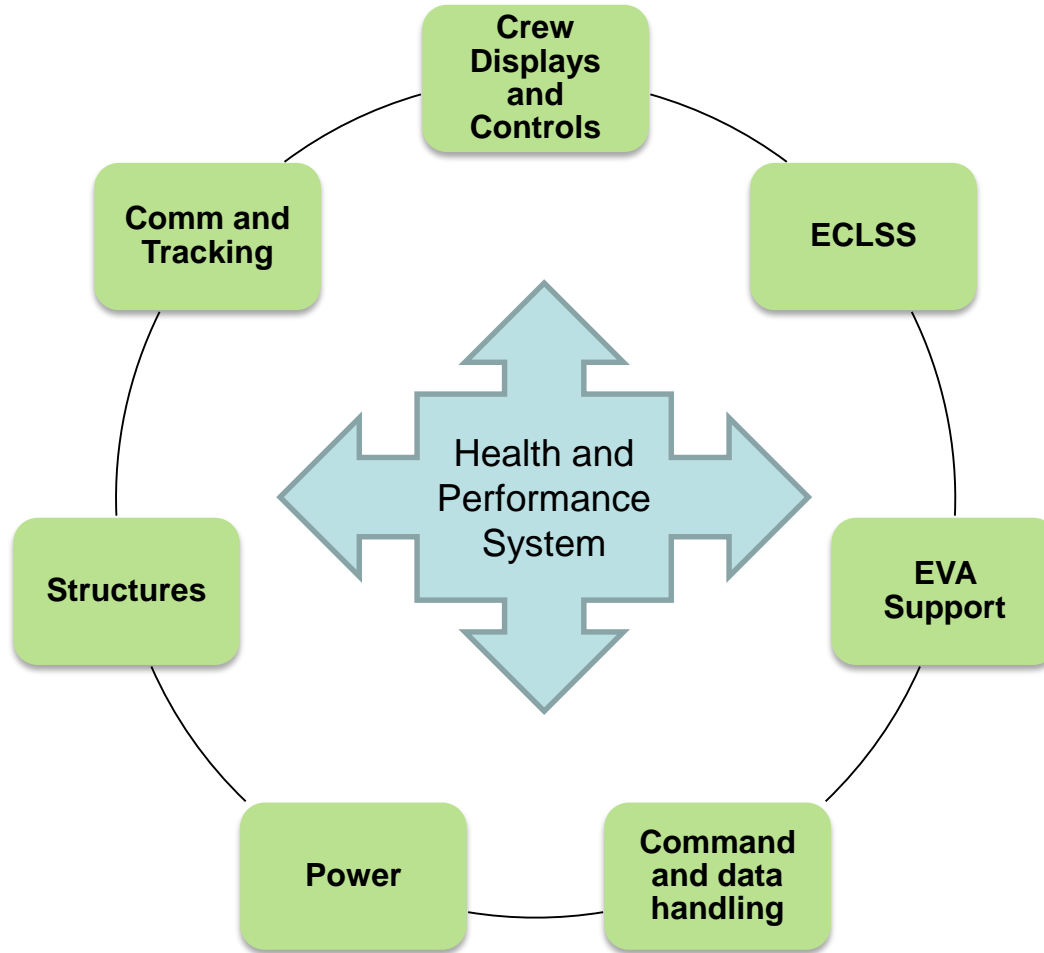 Crew
Displays
and
Controls
Comm and
Tracking
ECLSS
Health and
Performance
System
Structures
EVA
Support
Power
Command
and data
handling